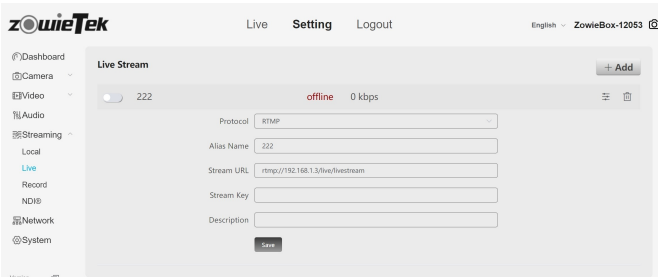 zowieTek
Live Setting Logout
English ZowieBox-12053
Dashboard
Camera
Video
Audio
Streaming
Local
Live
Record
NDI®
Network
System
Live Stream
+ Add
222 offline 0 kbps
Protocol RTMP
Alias Name 222
Stream URL rtmp://192.168.1.3/live/livestream
Stream Key
Description
Save